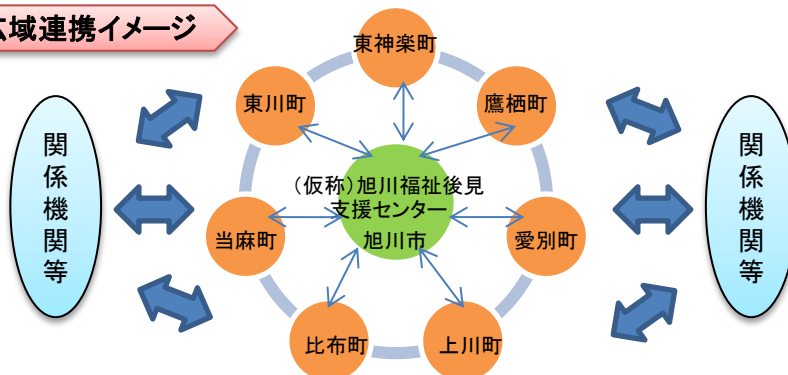 域連携イメージ
東神楽町
東川町
鷹栖町
関係機関等
関係機関等
（仮称）旭川福祉後見
支援センター
旭川市
当麻町
愛別町
比布町
上川町